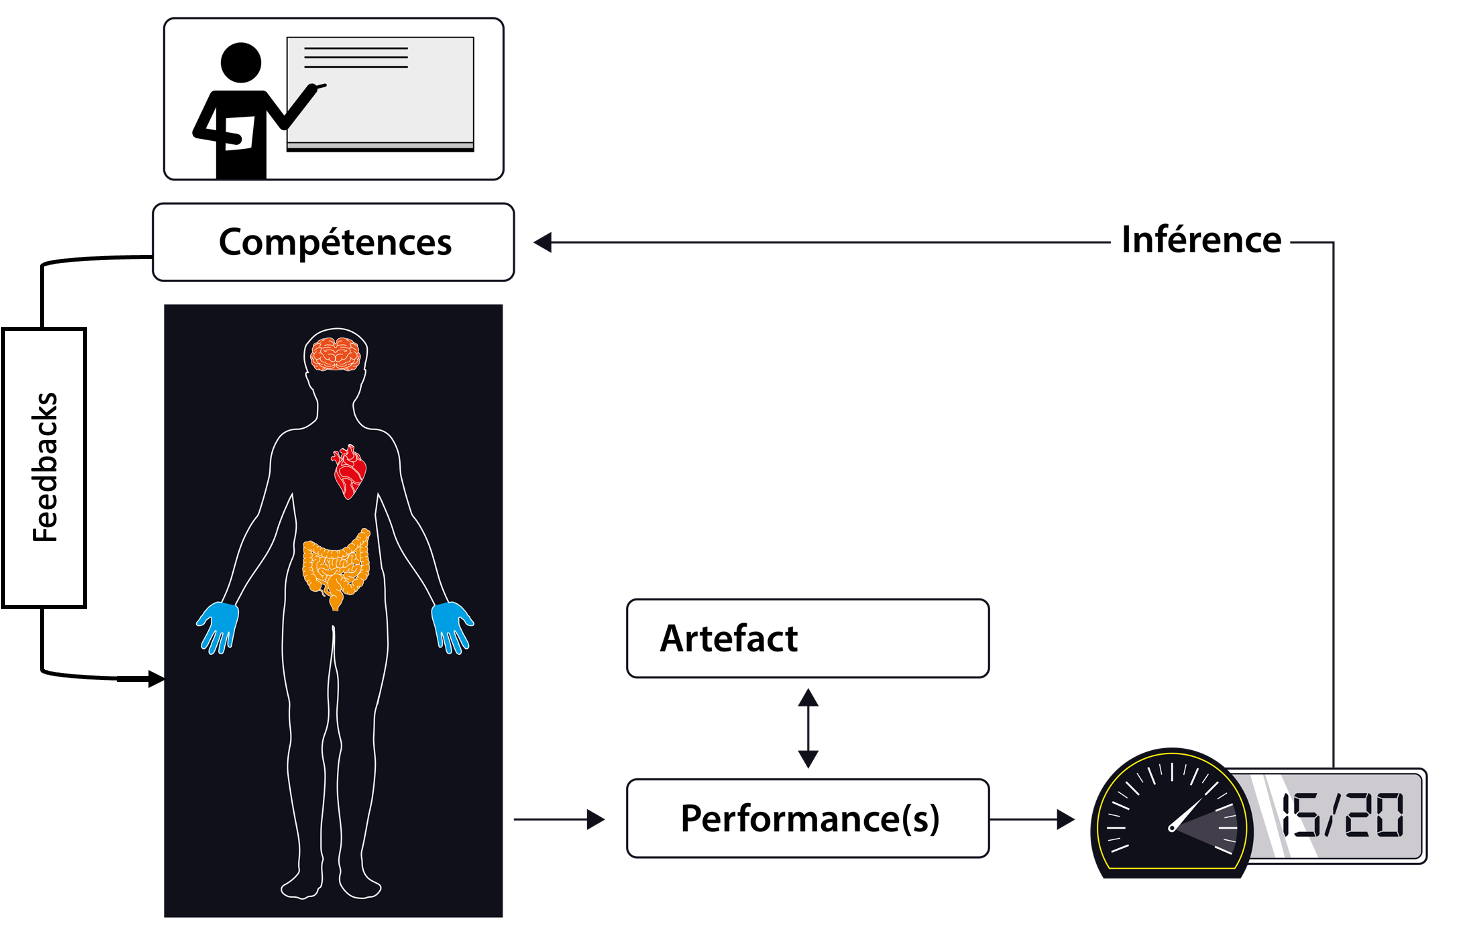 Compétences
Inférence
Feedbacks
Artefact
Performance(s)
15/20